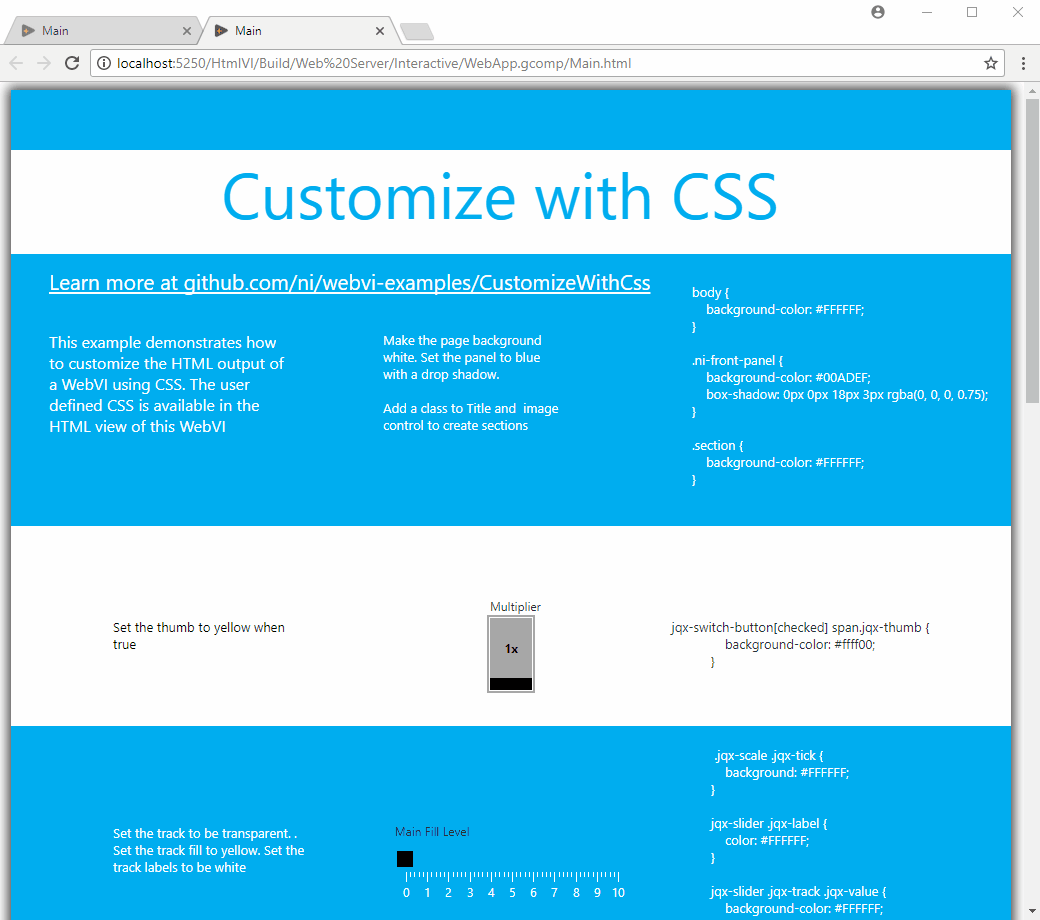 Main
Main
localhost:5250/HtmlVI/Build/Web%20Server/Interactive/WebApp.gcomp/Main.html
Customize with CSS
Learn more at github.com/ni/webvi-examples/CustomizeWithCss
This example demonstrates how
to customize the HTML output of
a WebVI using CSS. The user
defined CSS is available in the
HTML view of this WebVI
Make the page background
white. Set the panel to blue
with a drop shadow.
Add a class to Title and  image
control to create sections
body {
background-color: #FFFFFF;
}
.ni-front-panel {
background-color: #00ADEF;
box-shadow: 0px 0px 18px 3px rgba(0, 0, 0, 0.75);
}
.section {
background-color: #FFFFFF;
}
Set the thumb to yellow when
true
Multiplier
1x
jqx-switch-button[checked] span.jqx-thumb {
background-color: #ffff00;
}
Set the track to be transparent. .
Set the track fill to yellow. Set the
track labels to be white
Main Fill Level
0 1 2 3 4 5 6 7 8 9 10
.jqx-scale .jqx-tick {
background: #FFFFFF;
}
jqx-slider .jqx-label {
color: #FFFFFF;
}
jqx-slider .jqx-track .jqx-value {
background-color: #FFFFFF;